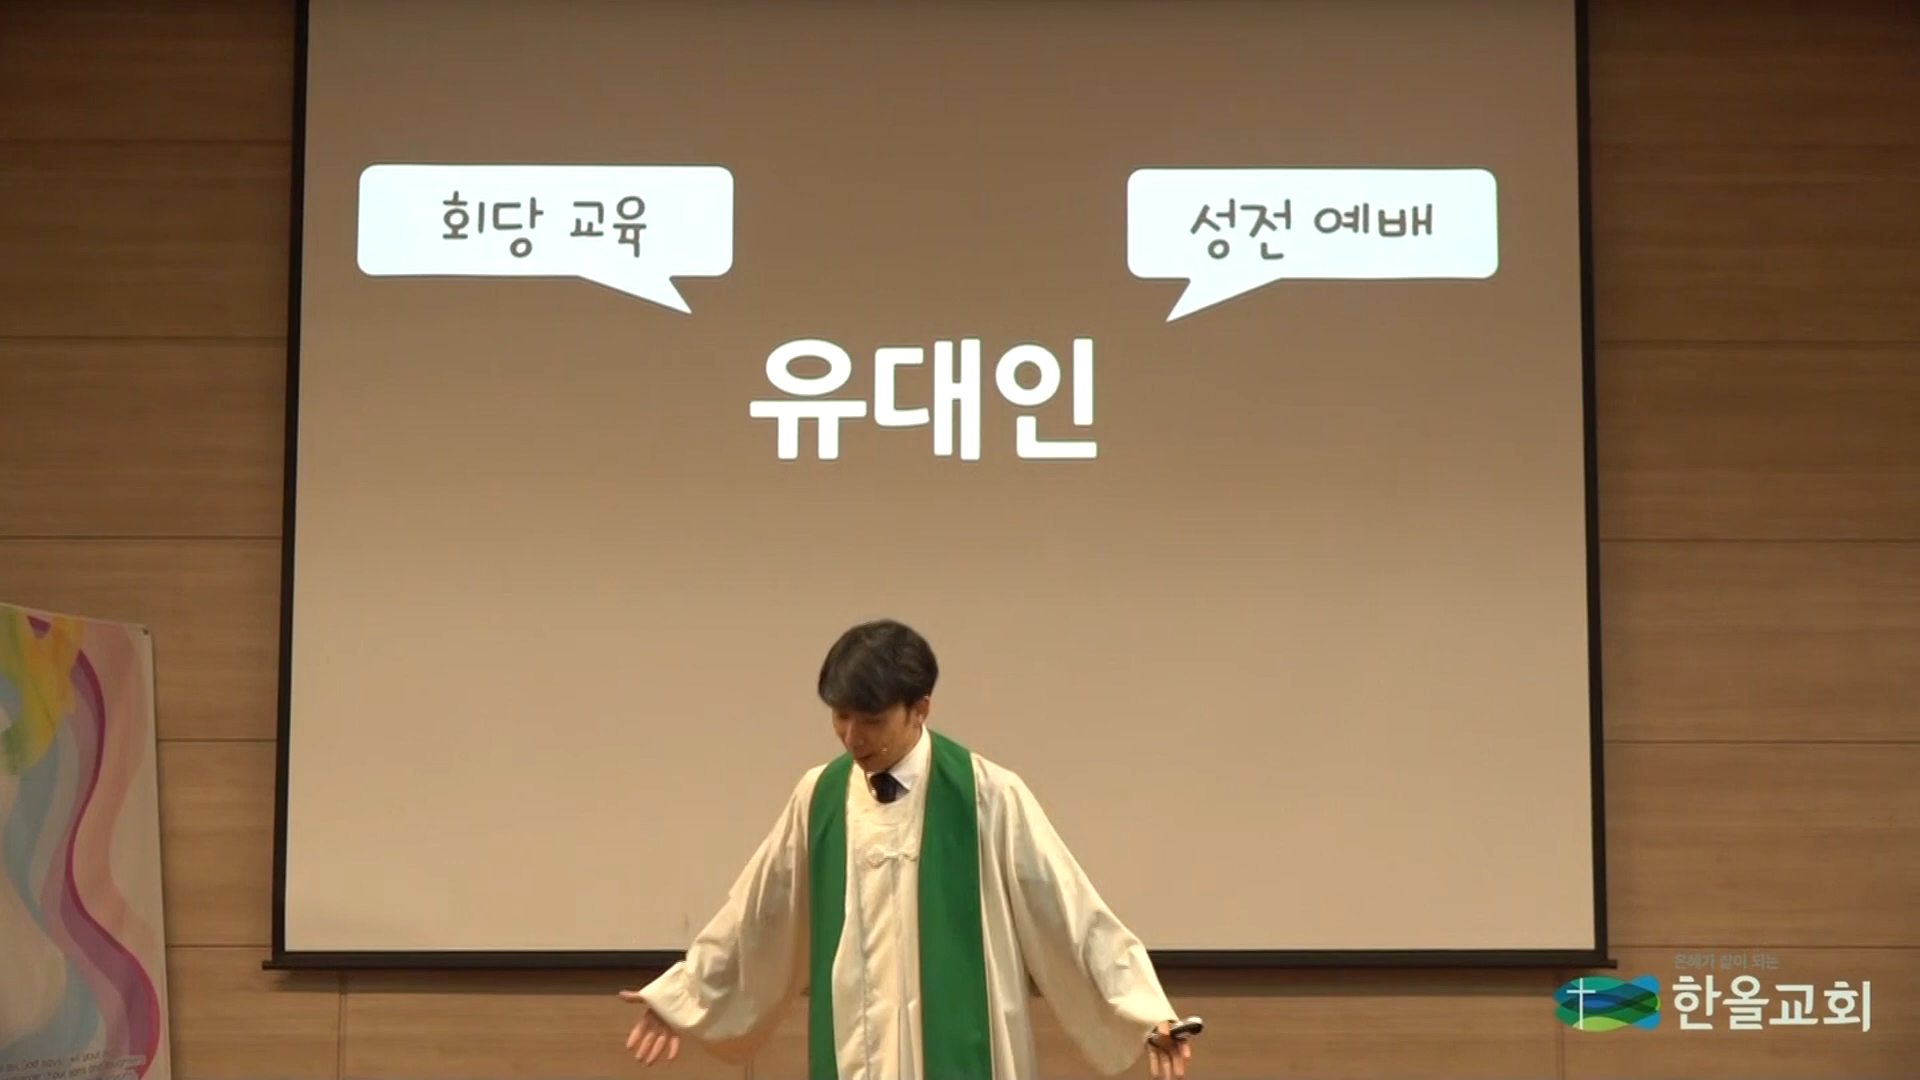 회당 교육
성전 예배
유대인
은혜가 삶이 되는
한올교회